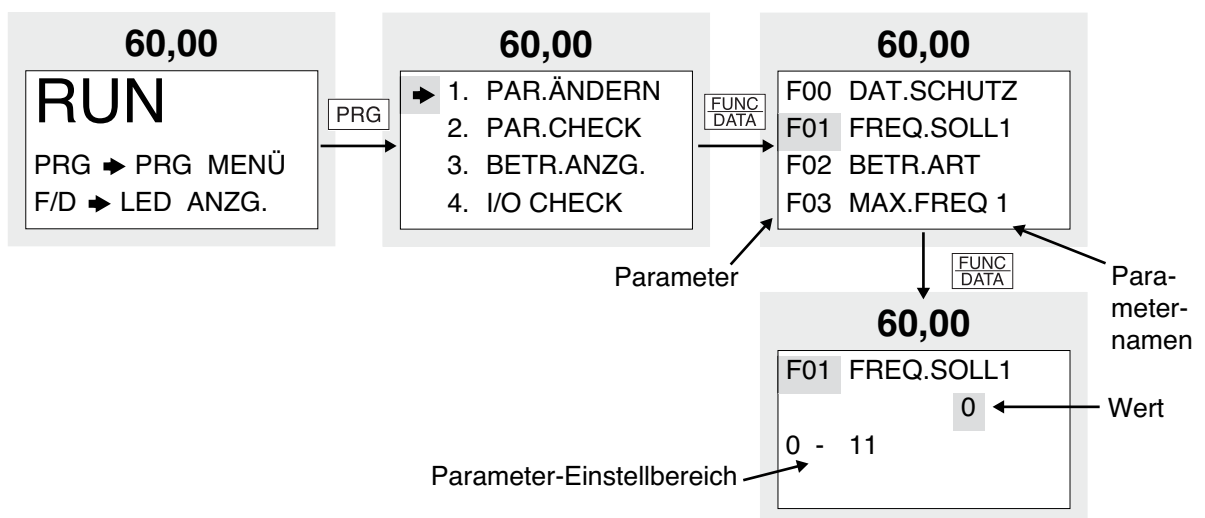 60,00
RUN
PRG ➧ PRG MENÜ
F/D ➧ LED ANZG.
PRG
60,00
➧ 1. PAR.ÄNDERN
2. PAR.CHECK
3. BETR.ANZG.
4. I/O CHECK
FUNC
DATA
60,00
F00 DAT.SCHUTZ
F01 FREQ.SOLL1
F02 BETR.ART
F03 MAX.FREQ 1
Parameter
FUNC
DATA
Para-
meter-
namen
60,00
F01 FREQ.SOLL1
0
Wert
0 - 11
Parameter-Einstellbereich